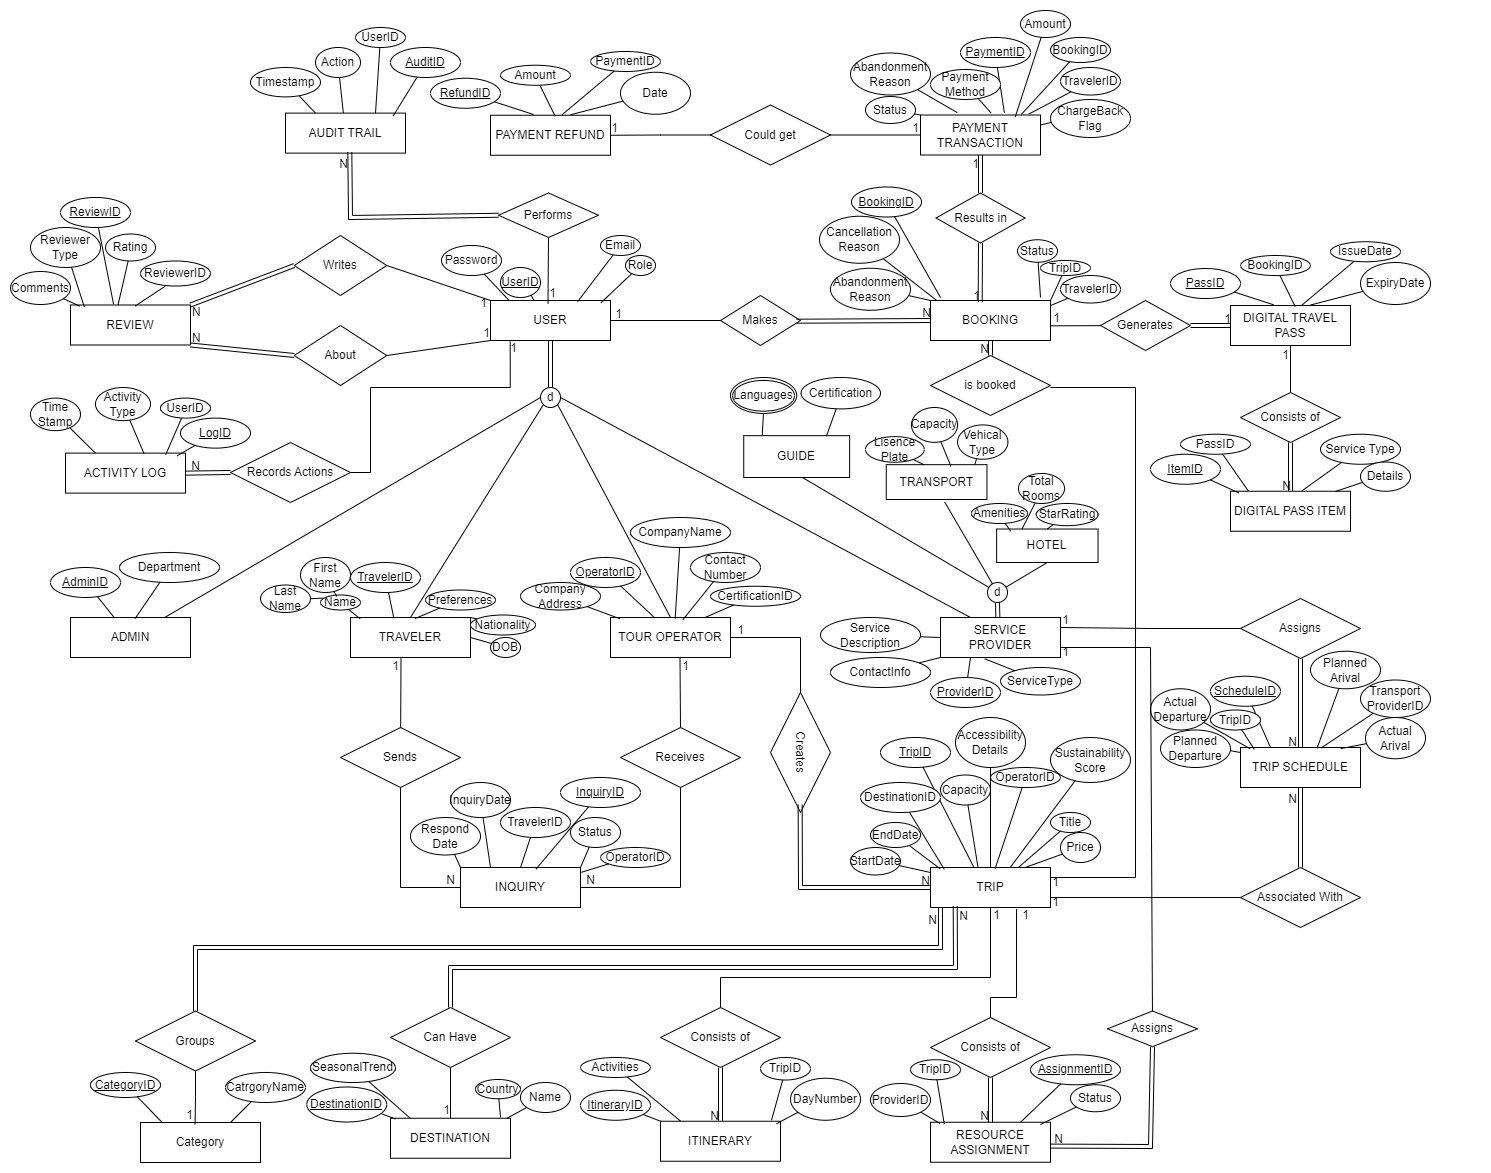 Amount
UserID
BookingID
Action
AuditID
PaymentID
PaymentID
Timestamp
Amount
Abandonment
Reason
Payment
Method
TravelerID
RefundID
Date
Status
ChargeBack
Flag
AUDIT TRAIL
PAYMENT REFUND
1
Could get
1
PAYMENT
TRANSACTION
N
1
BookingID
ReviewID
Performs
Results in
Reviewer
Type
Rating
Cancellation
Reason
Email
Status
IssueDate
Password
Role
TripID
BookingID
Writes
ReviewerID
UserID
Comments
Abandonment
Reason
TravelerID
PassID
ExpiryDate
1
1
1
N
REVIEW
USER
1
Makes
N
BOOKING
1
Generates
1
DIGITAL TRAVEL
PASS
N
1
About
1
N
1
is booked
Languages
Certification
d
Time
Stamp
Activity
Type
UserID
LogID
Capacity
Consists of
Lisence
Plate
Vehical
Type
PassID
Service Type
GUIDE
ItemID
Details
ACTIVITY LOG
N
Records Actions
TRANSPORT
Total
Rooms
N
Amenities
StarRating
DIGITAL PASS ITEM
CompanyName
HOTEL
Department
First
Name
OperatorID
Contact
Number
AdminID
TravelerID
Last
Name
Name
Preferences
Company
Address
CertificationID
d
ADMIN
TRAVELER
Nationality
DOB
TOUR OPERATOR
1
Service
Description
SERVICE
PROVIDER
1
Assigns
1
1
1
ContactInfo
ServiceType
ProviderID
Planned
Arival
ScheduleID
Transport
ProviderID
Actual
Departure
TripID
Accessibility
Details
Actual
Arival
Sends
Receives
Creates
TripID
Sustainability
Score
Planned
Departure
N
TRIP SCHEDULE
OperatorID
InquiryDate
InquiryID
DestinationID
Capacity
N
TravelerID
Title
Respond
Date
Status
EndDate
Price
OperatorID
StartDate
N
INQUIRY
N
N
TRIP
1
1
Associated With
N
N
1
1
Groups
Can Have
Consists of
Consists of
Assigns
SeasonalTrend
Activities
TripID
TripID
AssignmentID
CategoryID
CatrgoryName
Country
Name
DestinationID
ItineraryID
DayNumber
ProviderID
Status
1
1
N
N
Category
DESTINATION
ITINERARY
RESOURCE
ASSIGNMENT
N